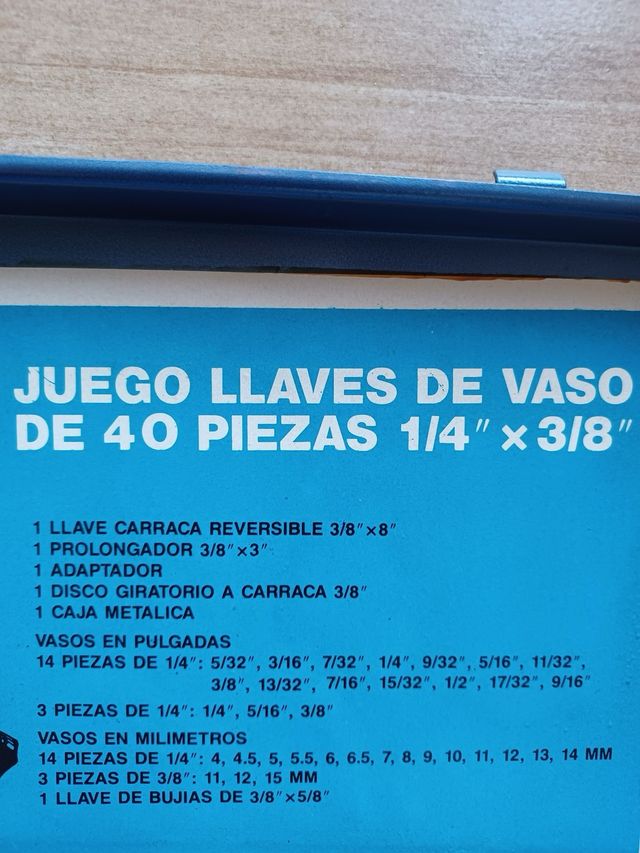 JUEGO LLAVES DE VASO
DE 40 PIEZAS 1/4" x 3/8"
1 LLAVE CARRACA REVERSIBLE 3/8"x8"
1 PROLONGADOR 3/8"x3"
1 ADAPTADOR
1 DISCO GIRATORIO A CARRACA 3/8"
1 CAJA METALICA
VASOS EN PULGADAS
14 PIEZAS DE 1/4": 5/32", 3/16", 7/32", 1/4", 9/32", 5/16", 11/32",
3/8", 13/32", 7/16", 15/32", 1/2", 17/32", 9/16"
3 PIEZAS DE 1/4": 1/4", 5/16", 3/8"
VASOS EN MILIMETROS
14 PIEZAS DE 1/4": 4, 4.5, 5, 5.5, 6, 6.5, 7, 8, 9, 10, 11, 12, 13, 14 MM
3 PIEZAS DE 3/8": 11, 12, 15 MM
1 LLAVE DE BUJIAS DE 3/8"x5/8"